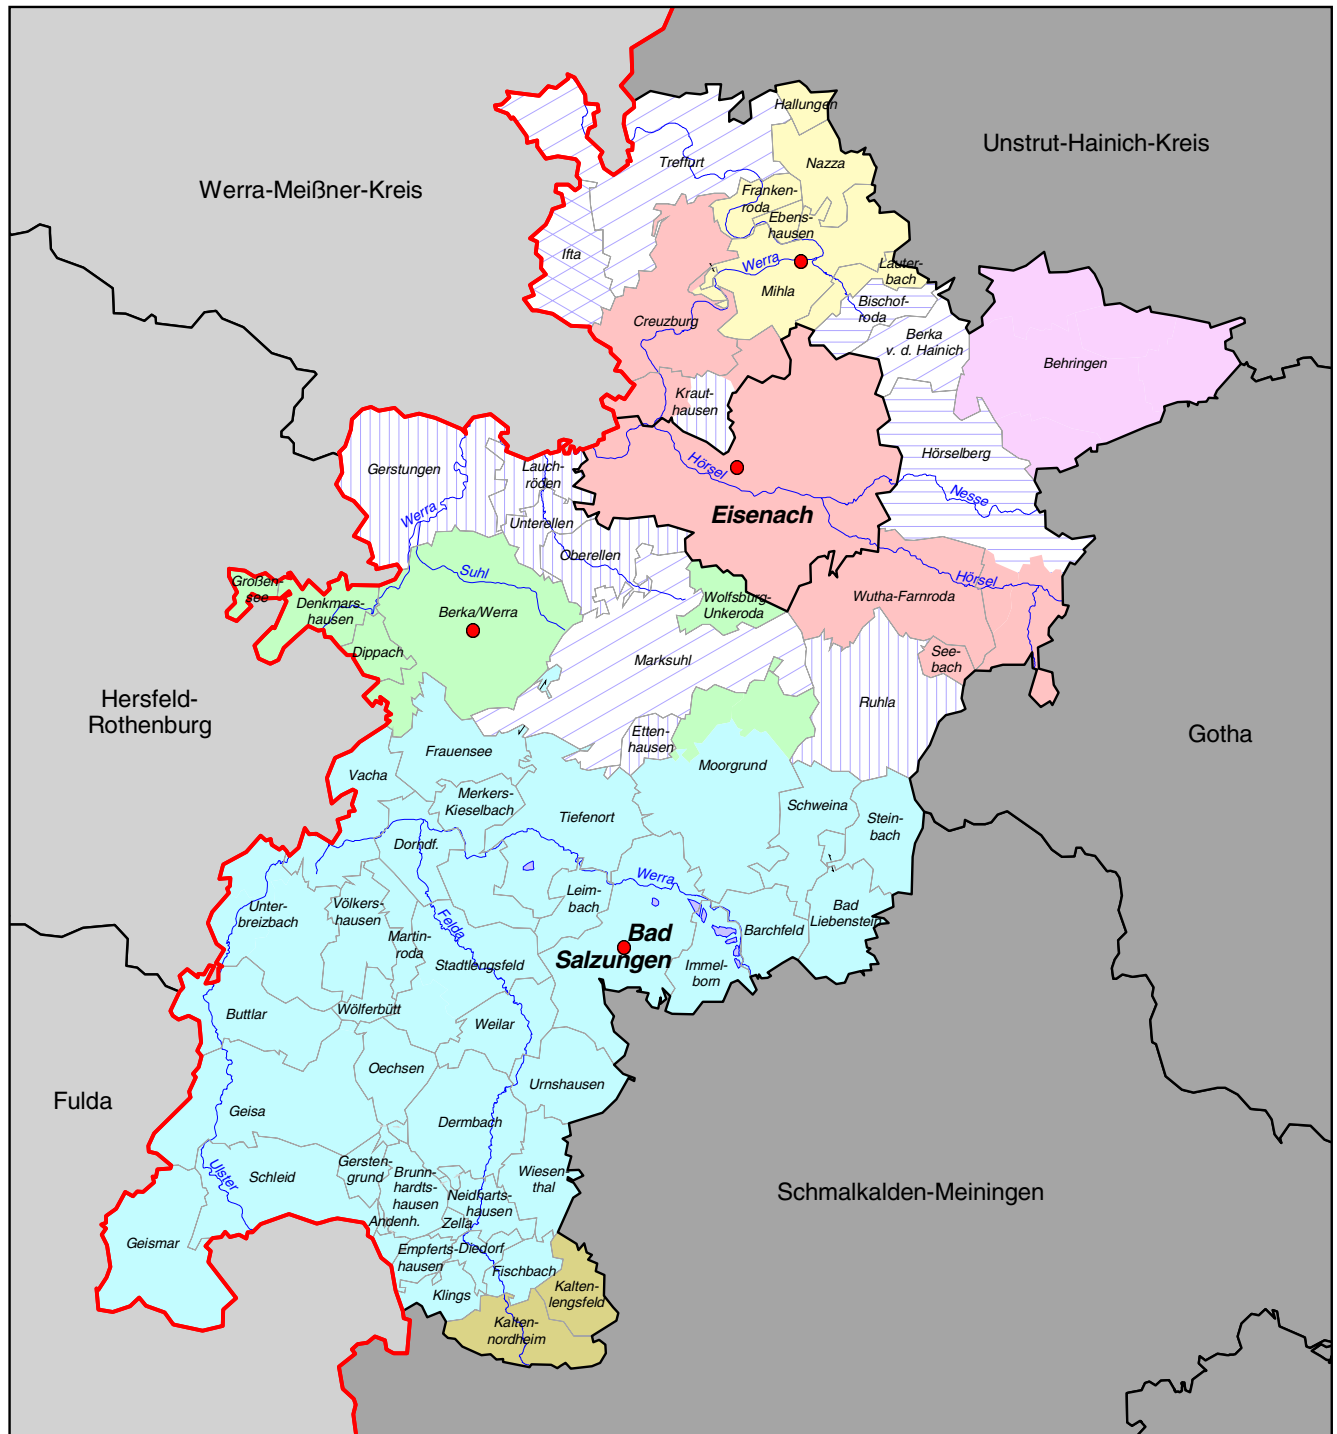 Hallungen
Unstrut-Hainich-Kreis
Treffurt
Nazza
Werra-Meißner-Kreis
Franken-
roda
Ebens-
hausen
Ifta
Werra
Lauter-
bach
Mihla
Bischof-
roda
Creuzburg
Berka
v. d. Hainich
Behringen
Kraut-
hausen
Gerstungen
Lauch-
röden
Hörsel
Hörselberg
Nesse
Werra
Unterellen
Eisenach
Oberellen
Suhl
Großen-
see
Hörsel
Denkmars-
hausen
Berka/Werra
Wolfsburg-
Unkeroda
Wutha-Farnroda
Dippach
Marksuhl
See-
bach
Hersfeld-
Rothenburg
Ruhla
Etten-
hausen
Gotha
Frauensee
Moorgrund
Vacha
Merkers-
Kieselbach
Tiefenort
Schweina
Stein-
bach
Dorndf.
Werra
Leim-
bach
Unter-
breizbach
Völkers-
hausen
Felda
Bad
Liebenstein
Martin-
roda
Barchfeld
Bad
Salzungen
Stadtlengsfeld
Immel-
born
Buttlar
Wölferbütt
Weilar
Oechsen
Urnshausen
Fulda
Geisa
Dermbach
Ulster
Schleid
Gersten-
grund
Brunn-
hardts-
hausen
Wiesen-
thal
Neidharts-
hausen
Schmalkalden-Meiningen
Andenh.
Zella
Geismar
Empferts-
hausen
Diedorf
Fischbach
Klings
Kalten-
lengsfeld
Kalten-
nordheim